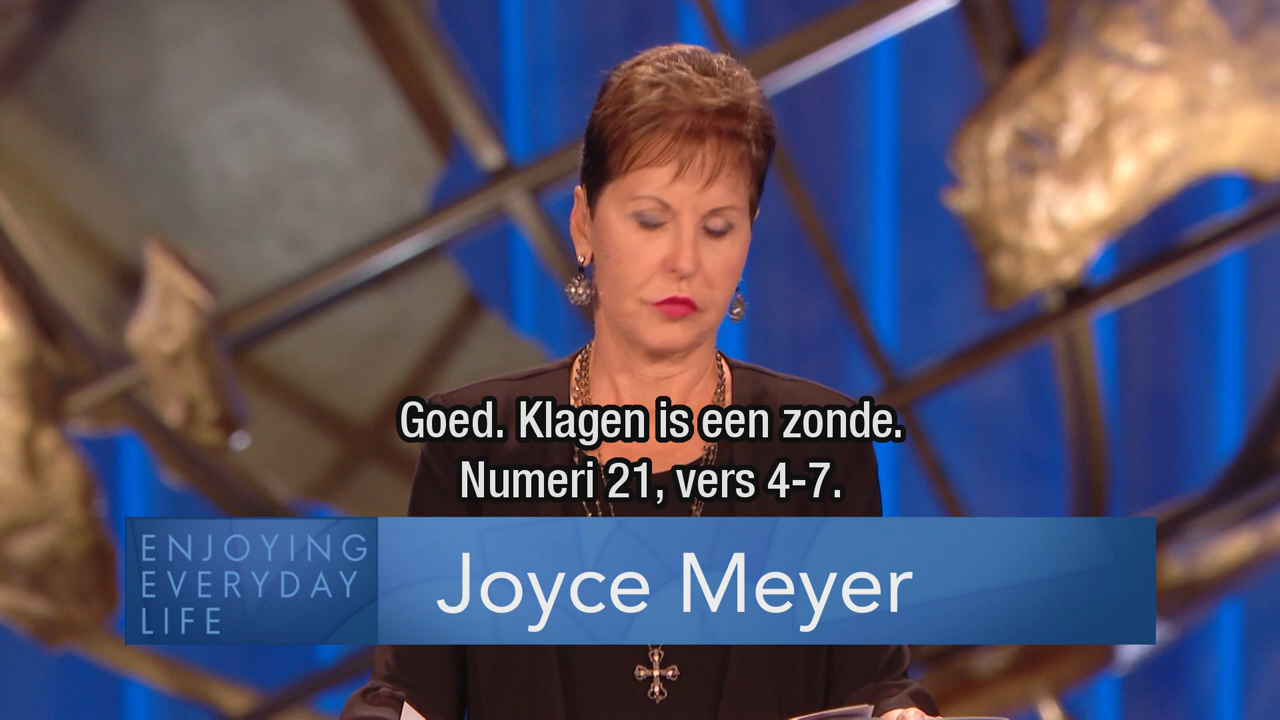 Goed. Klagen is een zonde.
Numeri 21, vers 4-7.
ENJOYING
EVERYDAY
LIFE
Joyce Meyer